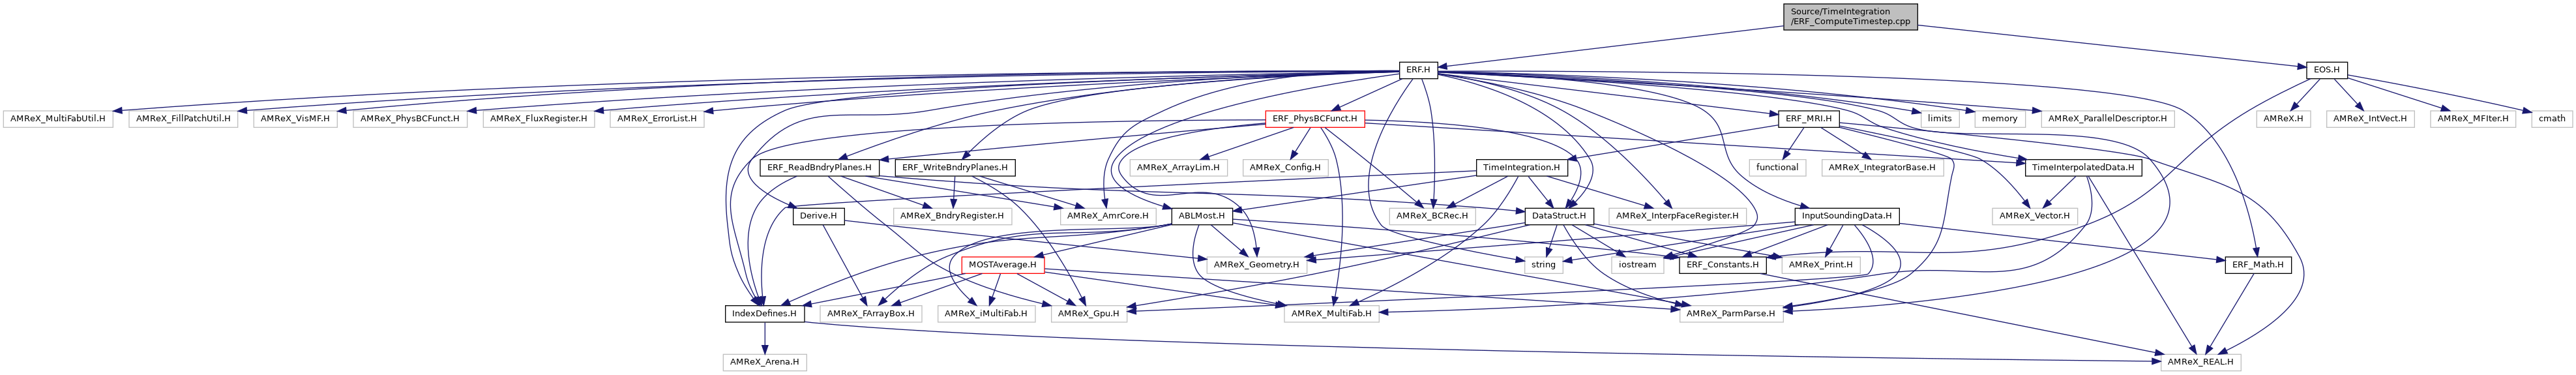 Source/TimeIntegration
/ERF_ComputeTimestep.cpp
ERF.H
EOS.H
AMReX_MultiFabUtil.H
AMReX_FillPatchUtil.H
AMReX_VisMF.H
AMReX_PhysBCFunct.H
AMReX_FluxRegister.H
AMReX_ErrorList.H
ERF_PhysBCFunct.H
ERF_MRI.H
limits
memory
AMReX_ParallelDescriptor.H
AMReX.H
AMReX_IntVect.H
AMReX_MFIter.H
cmath
ERF_ReadBndryPlanes.H
ERF_WriteBndryPlanes.H
AMReX_ArrayLim.H
AMReX_Config.H
TimeIntegration.H
functional
AMReX_IntegratorBase.H
TimeInterpolatedData.H
Derive.H
AMReX_BndryRegister.H
AMReX_AmrCore.H
ABLMost.H
AMReX_BCRec.H
DataStruct.H
AMReX_InterpFaceRegister.H
InputSoundingData.H
AMReX_Vector.H
MOSTAverage.H
AMReX_Geometry.H
string
iostream
ERF_Constants.H
AMReX_Print.H
ERF_Math.H
IndexDefines.H
AMReX_FArrayBox.H
AMReX_iMultiFab.H
AMReX_Gpu.H
AMReX_MultiFab.H
AMReX_ParmParse.H
AMReX_Arena.H
AMReX_REAL.H